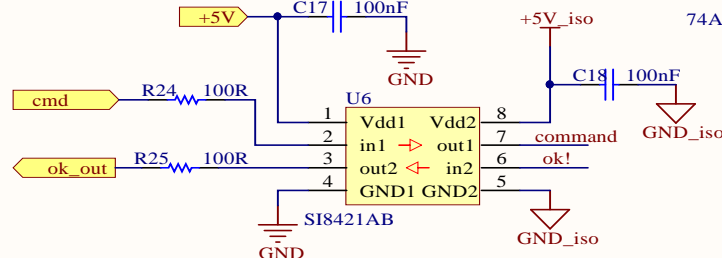 C17 100nF
+5V
+5V_iso
74A
GND
C18 100nF
cmd
R24 100R
U6
GND_iso
1 Vdd1 Vdd2 8
2 in1 out1 7 command
R25 100R
ok_out
3 out2 in2 6 ok!
4 GND1 GND2 5
SI8421AB
GND
GND_iso